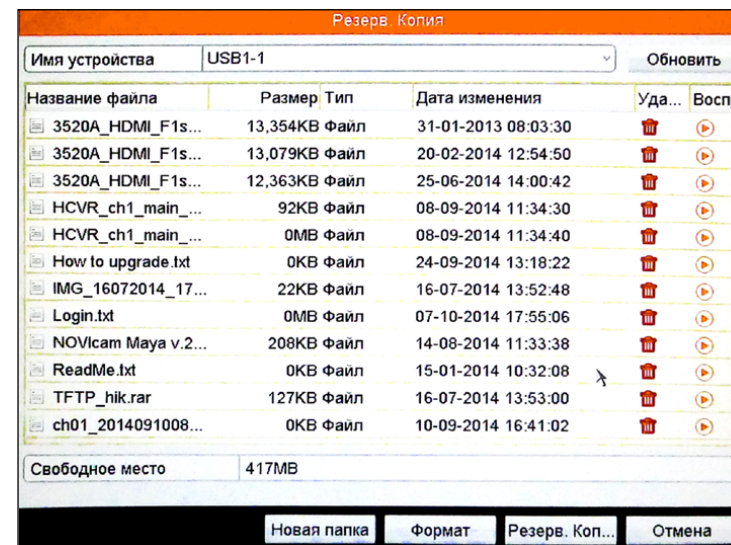 Резерв. Копия
Имя устройства USB1-1 Обновить
Название файла Размер Тип Дата изменения Уда... Восп
3520A_HDMI_F1s... 13,354KB Файл 31-01-2013 08:03:30
3520A_HDMI_F1s... 13,079KB Файл 20-02-2014 12:54:50
3520A_HDMI_F1s... 12,363KB Файл 25-06-2014 14:00:42
HCVR_ch1_main_... 92KB Файл 08-09-2014 11:34:30
HCVR_ch1_main_... 0MB Файл 08-09-2014 11:34:40
How to upgrade.txt 0KB Файл 24-09-2014 13:18:22
IMG_16072014_17... 22KB Файл 16-07-2014 13:52:48
Login.txt 0MB Файл 07-10-2014 17:55:06
NOVIcam Maya v.2... 208KB Файл 14-08-2014 11:33:38
ReadMe.txt 0KB Файл 15-01-2014 10:32:08
TFTP_hik.rar 127KB Файл 16-07-2014 13:53:00
ch01_2014091008... 0KB Файл 10-09-2014 16:41:02
Свободное место 417MB
Новая папка Формат Резерв. Коп... Отмена